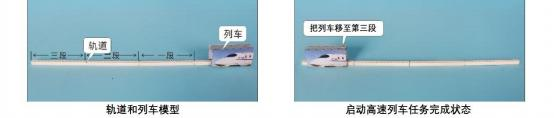 轨道
列车
三段
二段
一段
轨道和列车模型
把列车移至第三段
启动高速列车任务完成状态